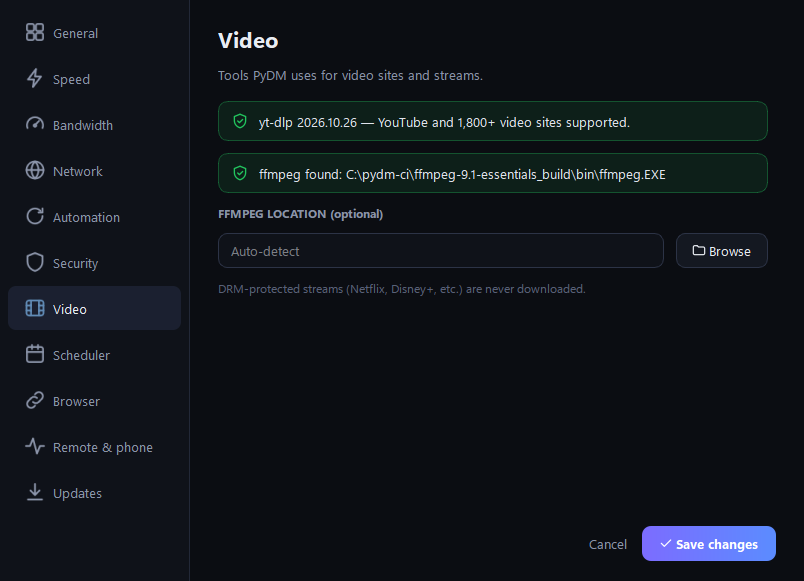 General
Speed
Bandwidth
Network
Automation
Security
Video
Scheduler
Browser
Remote & phone
Updates
Video
Tools PyDM uses for video sites and streams.
yt-dlp 2026.10.26 — YouTube and 1,800+ video sites supported.
ffmpeg found: C:\pydm-ci\ffmpeg-9.1-essentials_build\bin\ffmpeg.EXE
FFMPEG LOCATION (optional)
Auto-detect
Browse
DRM-protected streams (Netflix, Disney+, etc.) are never downloaded.
Cancel
Save changes